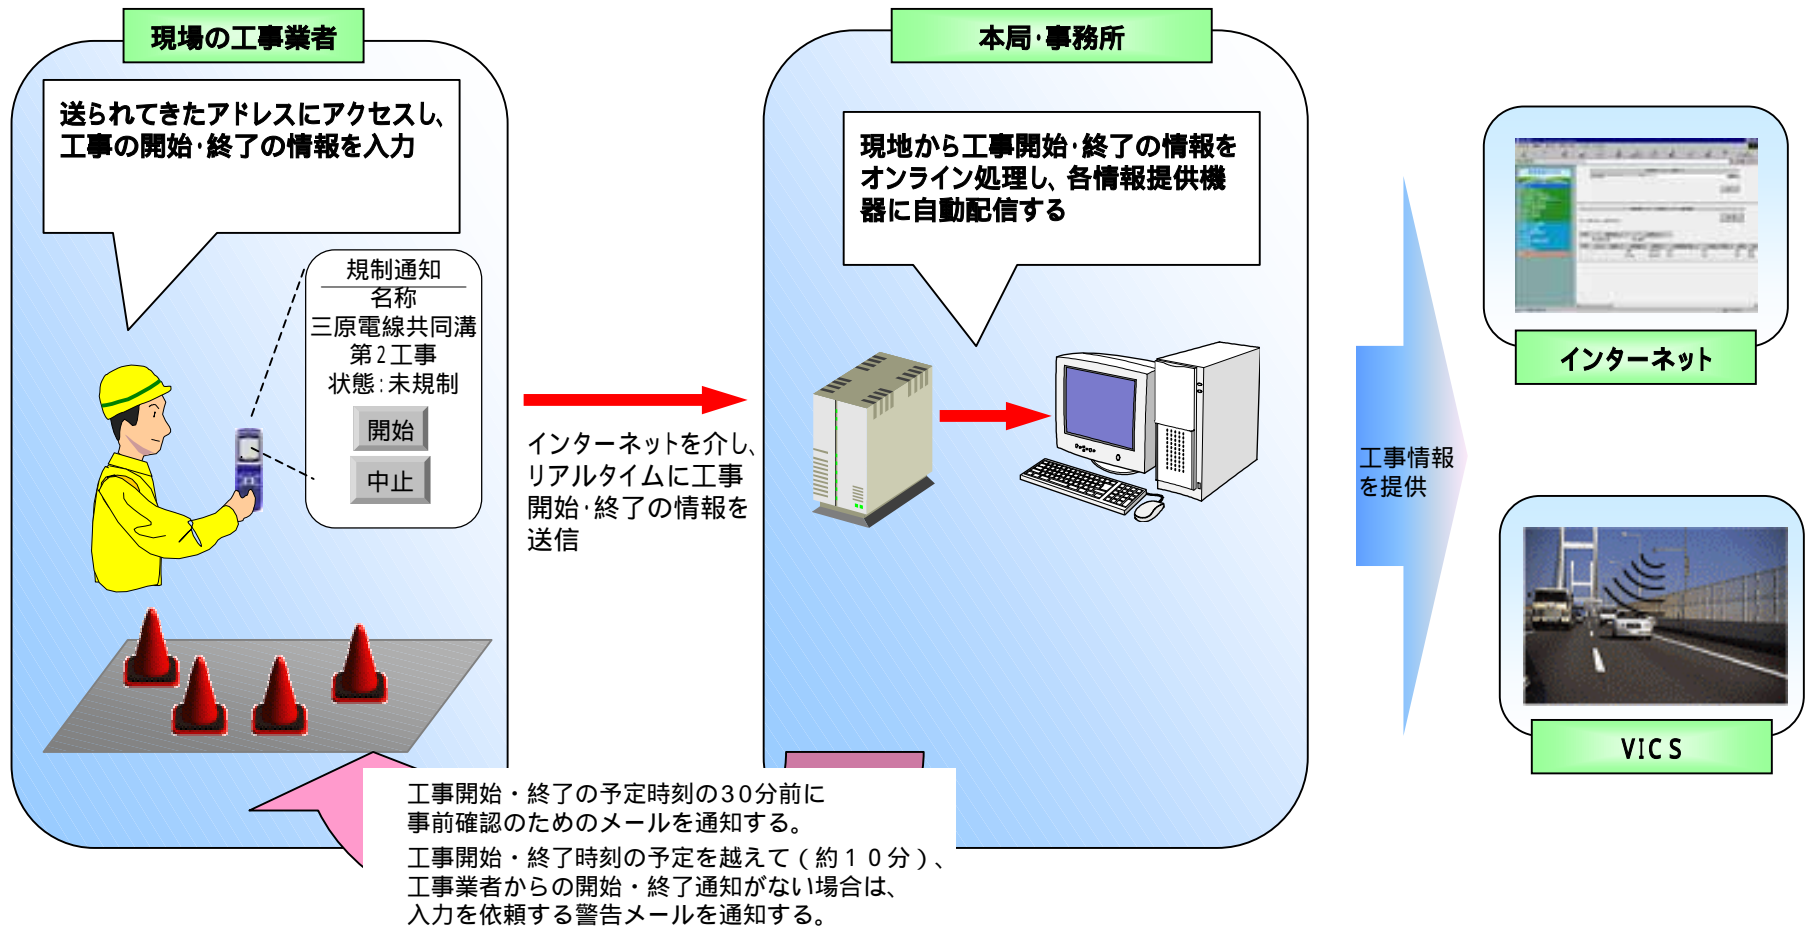 現場の工事業者
送られてきたアドレスにアクセスし、
工事の開始･終了の情報を入力
規制通知
名称
三原電線共同溝
第2工事
状態:未規制
開始
中止
インターネットを介し、
リアルタイムに工事
開始･終了の情報を
送信
本局･事務所
現地から工事開始･終了の情報を
オンライン処理し、各情報提供機
器に自動配信する
工事情報
を提供
インターネット
VICS
工事開始・終了の予定時刻の30分前に
事前確認のためのメールを通知する。
工事開始・終了時刻の予定を越えて（約１０分）、
工事業者からの開始・終了通知がない場合は、
入力を依頼する警告メールを通知する。